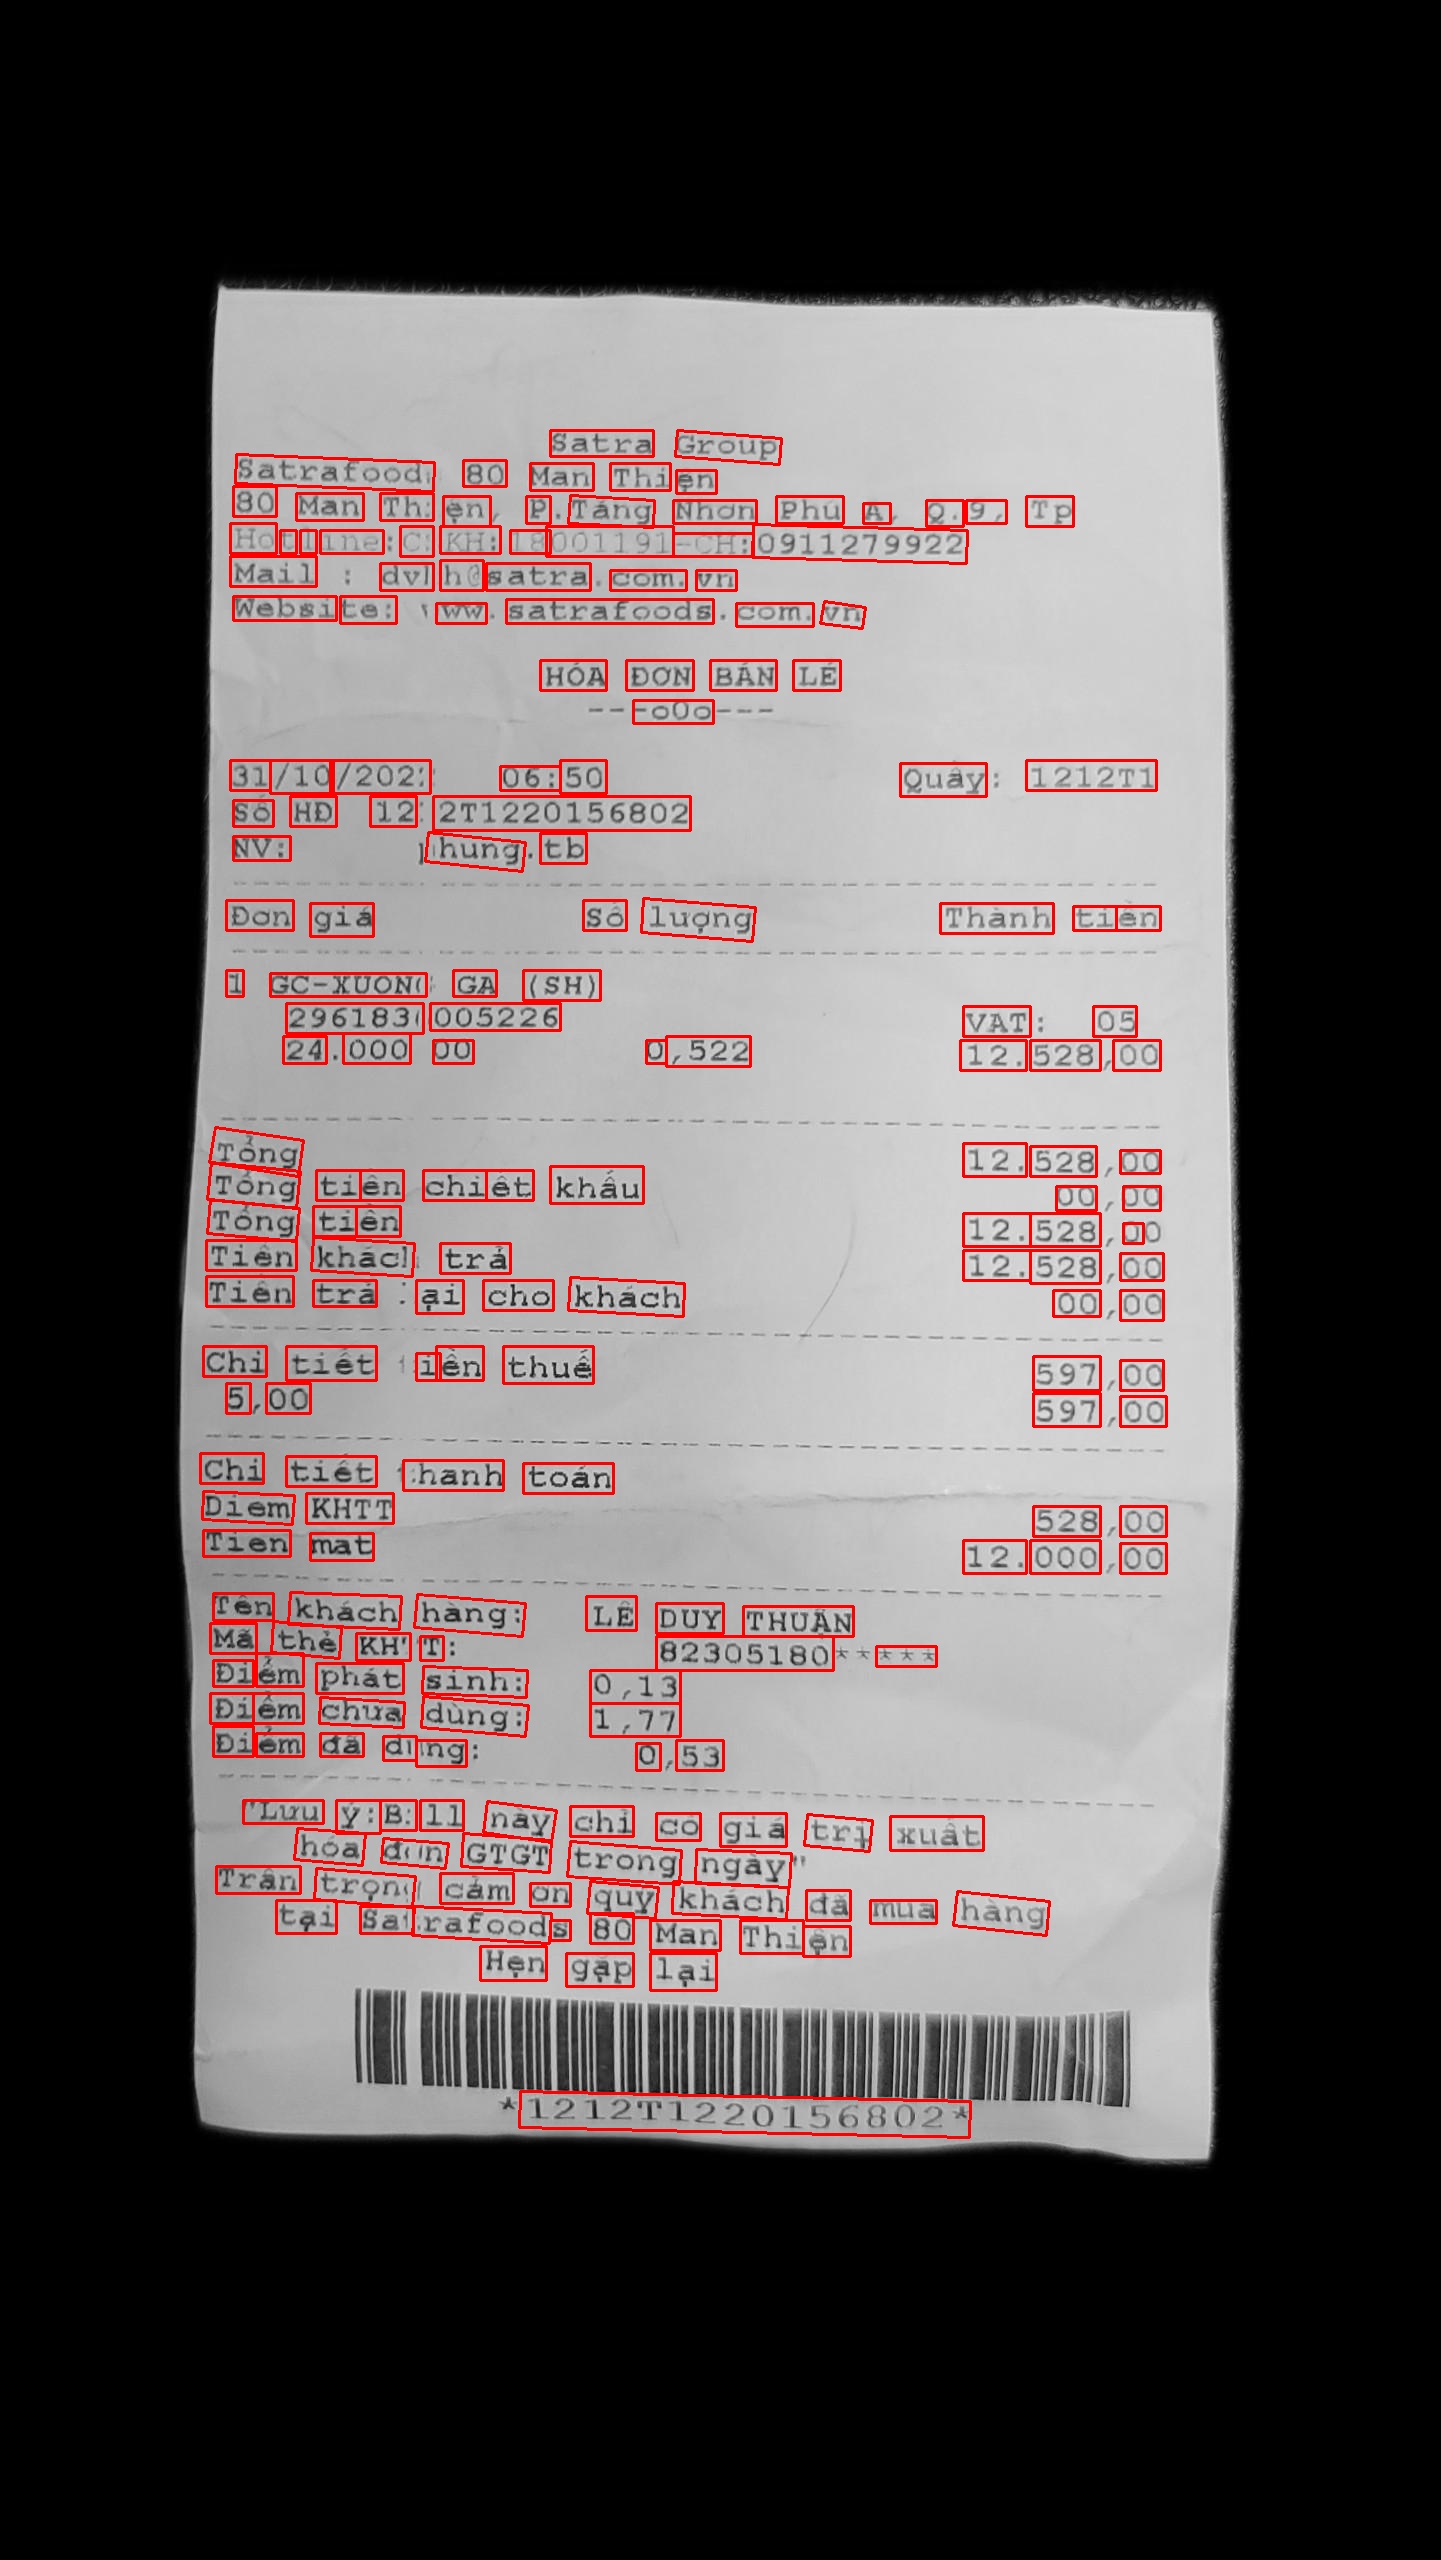 Satra Group
Satrafoods 80 Man Thiện
80 Man Thiện, P.Tăng Nhơn Phú A, Q.9, Tp
Hotline:CSKH:18001191-CH:0911279922
Mail : dvkh@satra.com.vn
Website: www.satrafoods.com.vn
HÓA ĐƠN BÁN LẺ
---oOo---
31/10/202 06:50 Quầy: 1212T1
Số HĐ 1212T1220156802
NV: phung.tb
Đơn giá Số lượng Thành tiền
1 GC-XUONG GA (SH)
296183 005226 VAT: 05
24.000 00 0,522 12.528,00
Tổng 12.528,00
Tổng tiền chiết khấu 00,00
Tổng tiền 12.528,00
Tiền khách trả 12.528,00
Tiền trả lại cho khách 00,00
Chi tiết tiền thuế 597,00
5,00 597,00
Chi tiết thanh toán
Diem KHTT 528,00
Tien mat 12.000,00
Tên khách hàng: LÊ DUY THUẬN
Mã thẻ KHTT: 82305180*****
Điểm phát sinh: 0,13
Điểm chưa dùng: 1,77
Điểm đã dùng: 0,53
"Lưu ý:Bill này chỉ có giá trị xuất
hóa đơn GTGT trong ngày"
Trân trọng cảm ơn quý khách đã mua hàng
tại Satrafoods 80 Man Thiện
Hẹn gặp lại
*1212T1220156802*